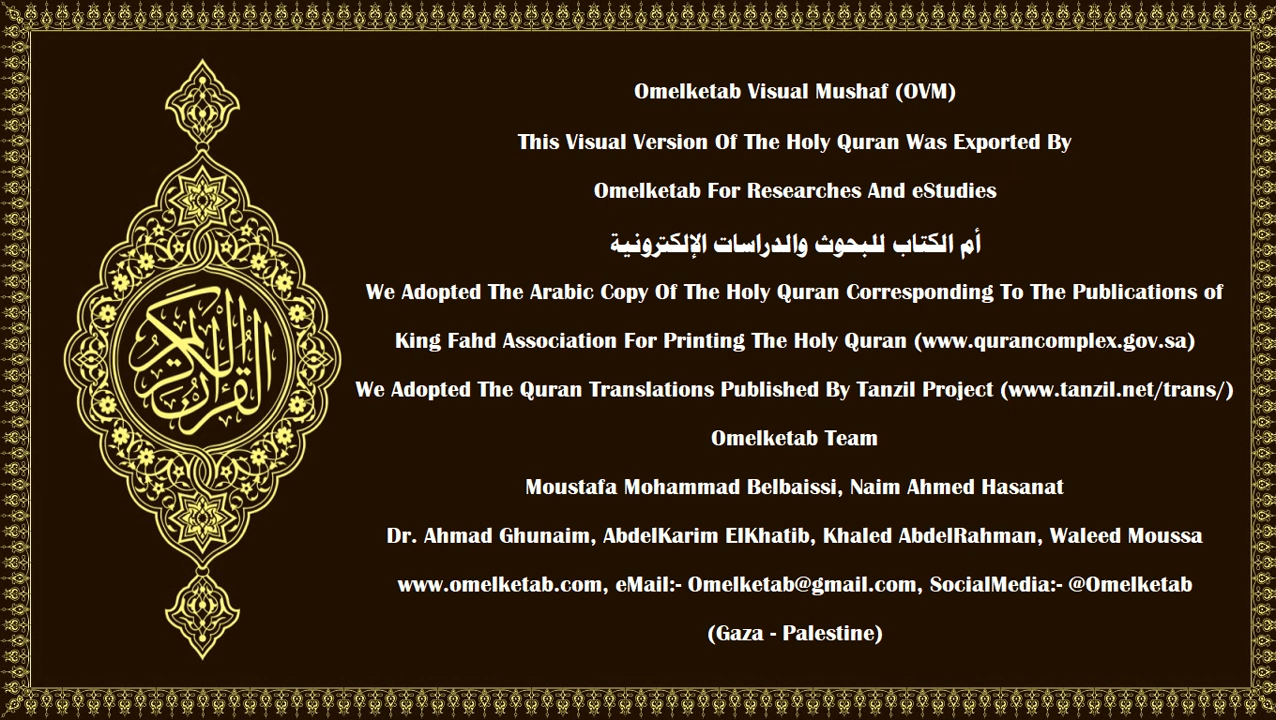 القرآن الكريم
Omelketab Visual Mushaf (OVM)
This Visual Version Of The Holy Quran Was Exported By
Omelketab For Researches And eStudies
أم الكتاب للبحوث والدراسات الإلكترونية
We Adopted The Arabic Copy Of The Holy Quran Corresponding To The Publications of
King Fahd Association For Printing The Holy Quran (www.qurancomplex.gov.sa)
We Adopted The Quran Translations Published By Tanzil Project (www.tanzil.net/trans/)
Omelketab Team
Moustafa Mohammad Belbaissi, Naim Ahmed Hasanat
Dr. Ahmad Ghunaim, AbdelKarim ElKhatib, Khaled AbdelRahman, Waleed Moussa
www.omelketab.com, eMail:- Omelketab@gmail.com, SocialMedia:- @Omelketab
(Gaza - Palestine)